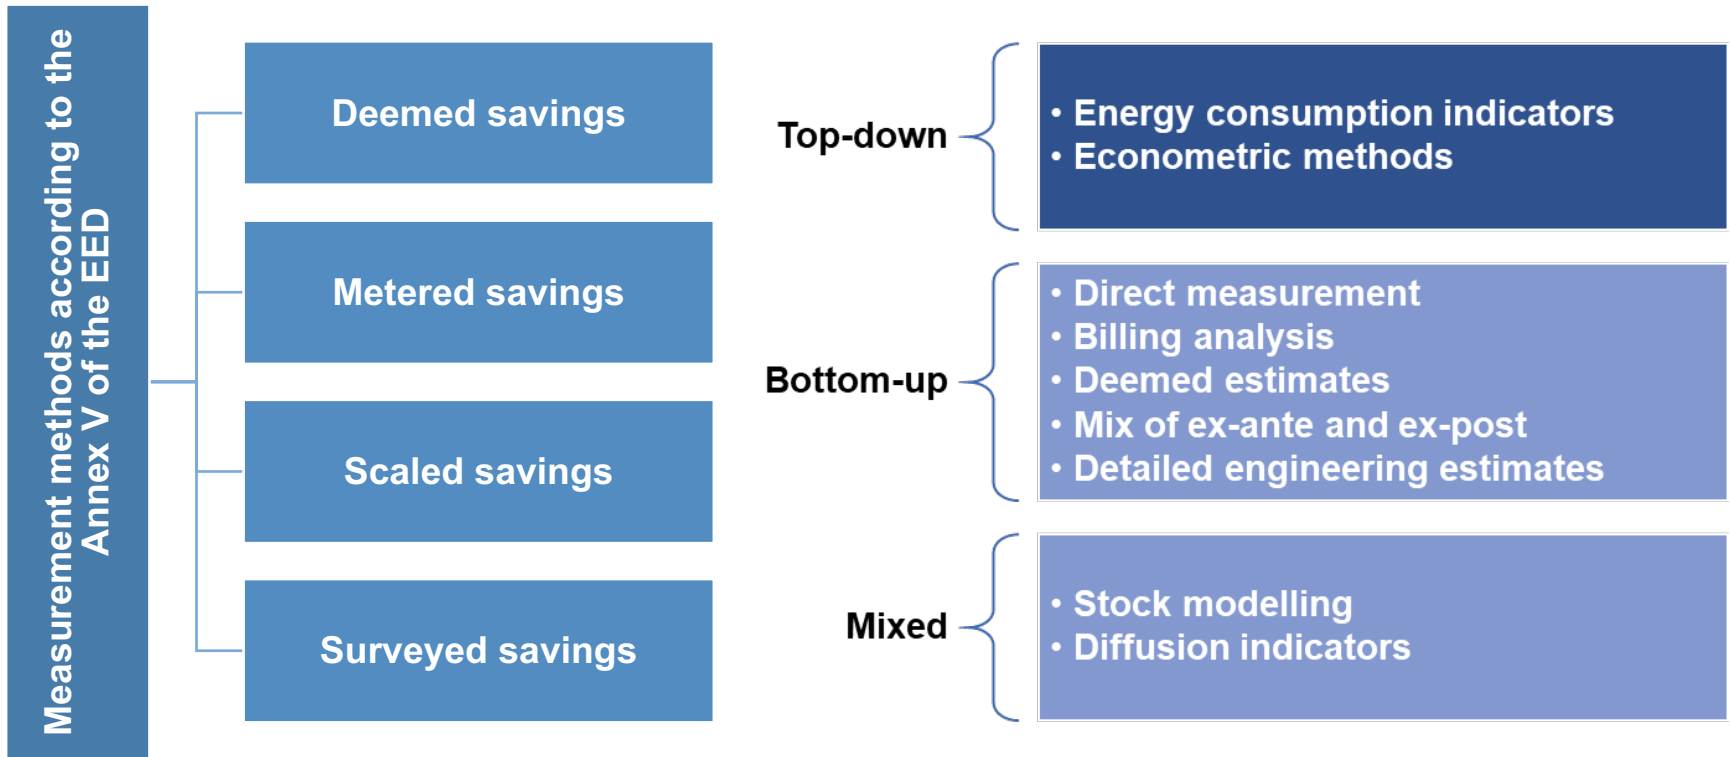 Measurement methods according to the
Annex V of the EED
Deemed savings
Metered savings
Scaled savings
Surveyed savings
Top-down
• Energy consumption indicators
• Econometric methods
Bottom-up
• Direct measurement
• Billing analysis
• Deemed estimates
• Mix of ex-ante and ex-post
• Detailed engineering estimates
Mixed
• Stock modelling
• Diffusion indicators